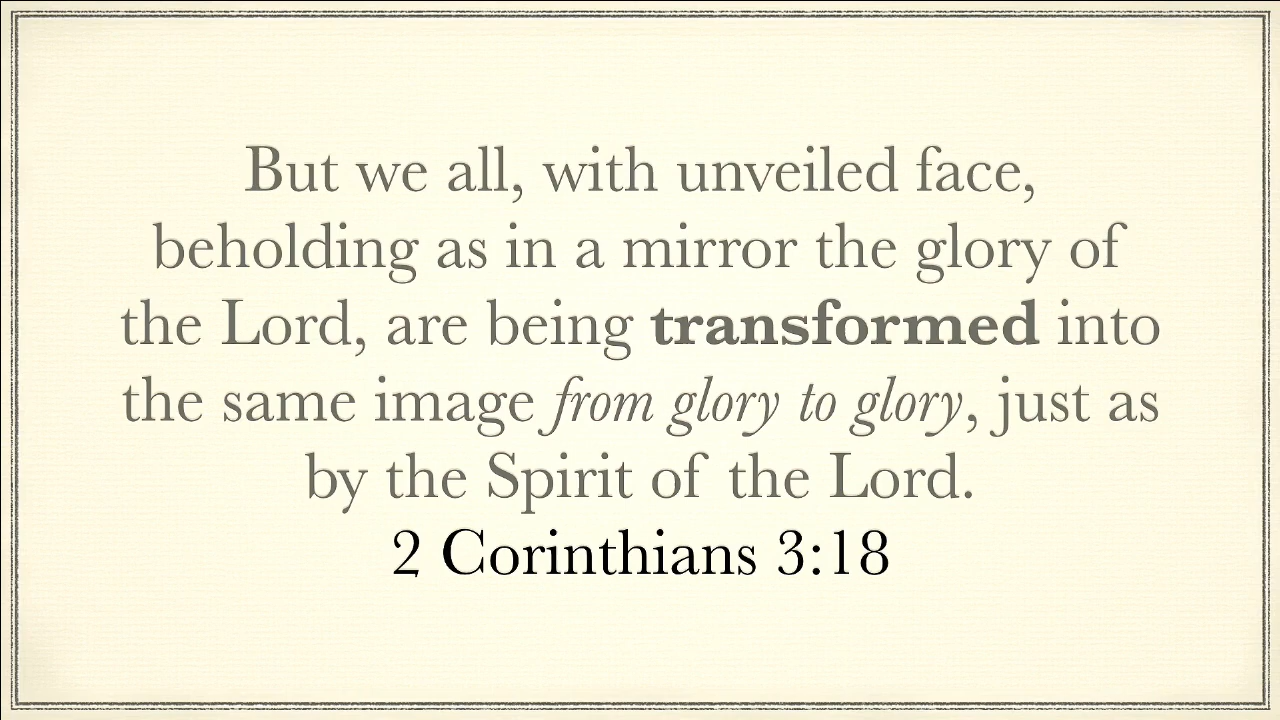 But we all, with unveiled face,
beholding as in a mirror the glory of
the Lord, are being transformed into
the same image from glory to glory, just as
by the Spirit of the Lord.
2 Corinthians 3:18